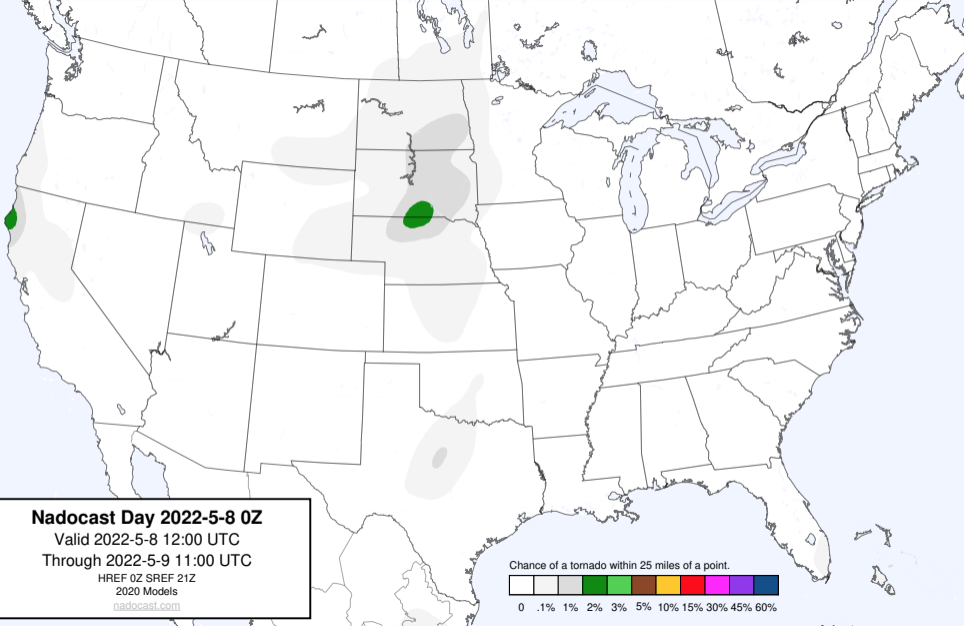 Nadocast Day 2022-5-8 0Z
Valid 2022-5-8 12:00 UTC
Through 2022-5-9 11:00 UTC
HREF 0Z SREF 21Z
2020 Models
nadocast.com
Chance of a tornado within 25 miles of a point.
0 .1% 1% 2% 3% 5% 10% 15% 30% 45% 60%